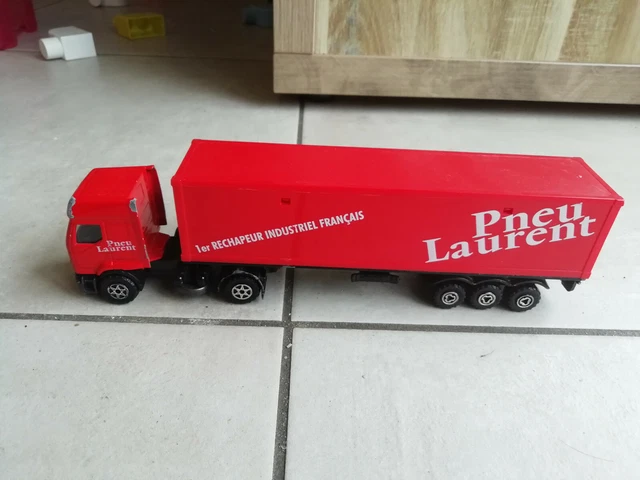 Pneu
Laurent
1er RECHAPEUR INDUSTRIEL FRANÇAIS
Pneu
Laurent